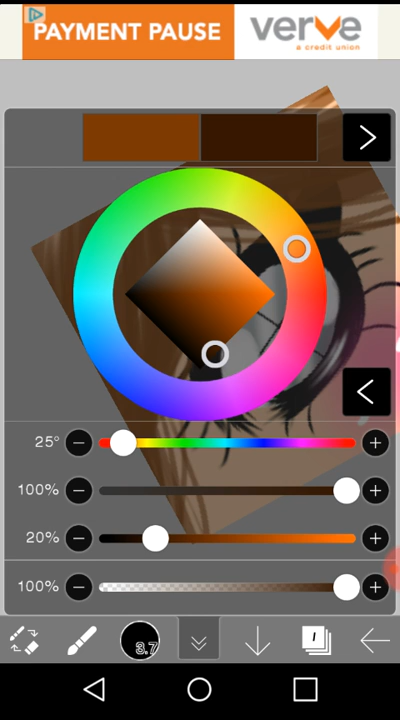 PAYMENT PAUSE
verve
a credit union
25°
100%
20%
100%
3.7
I